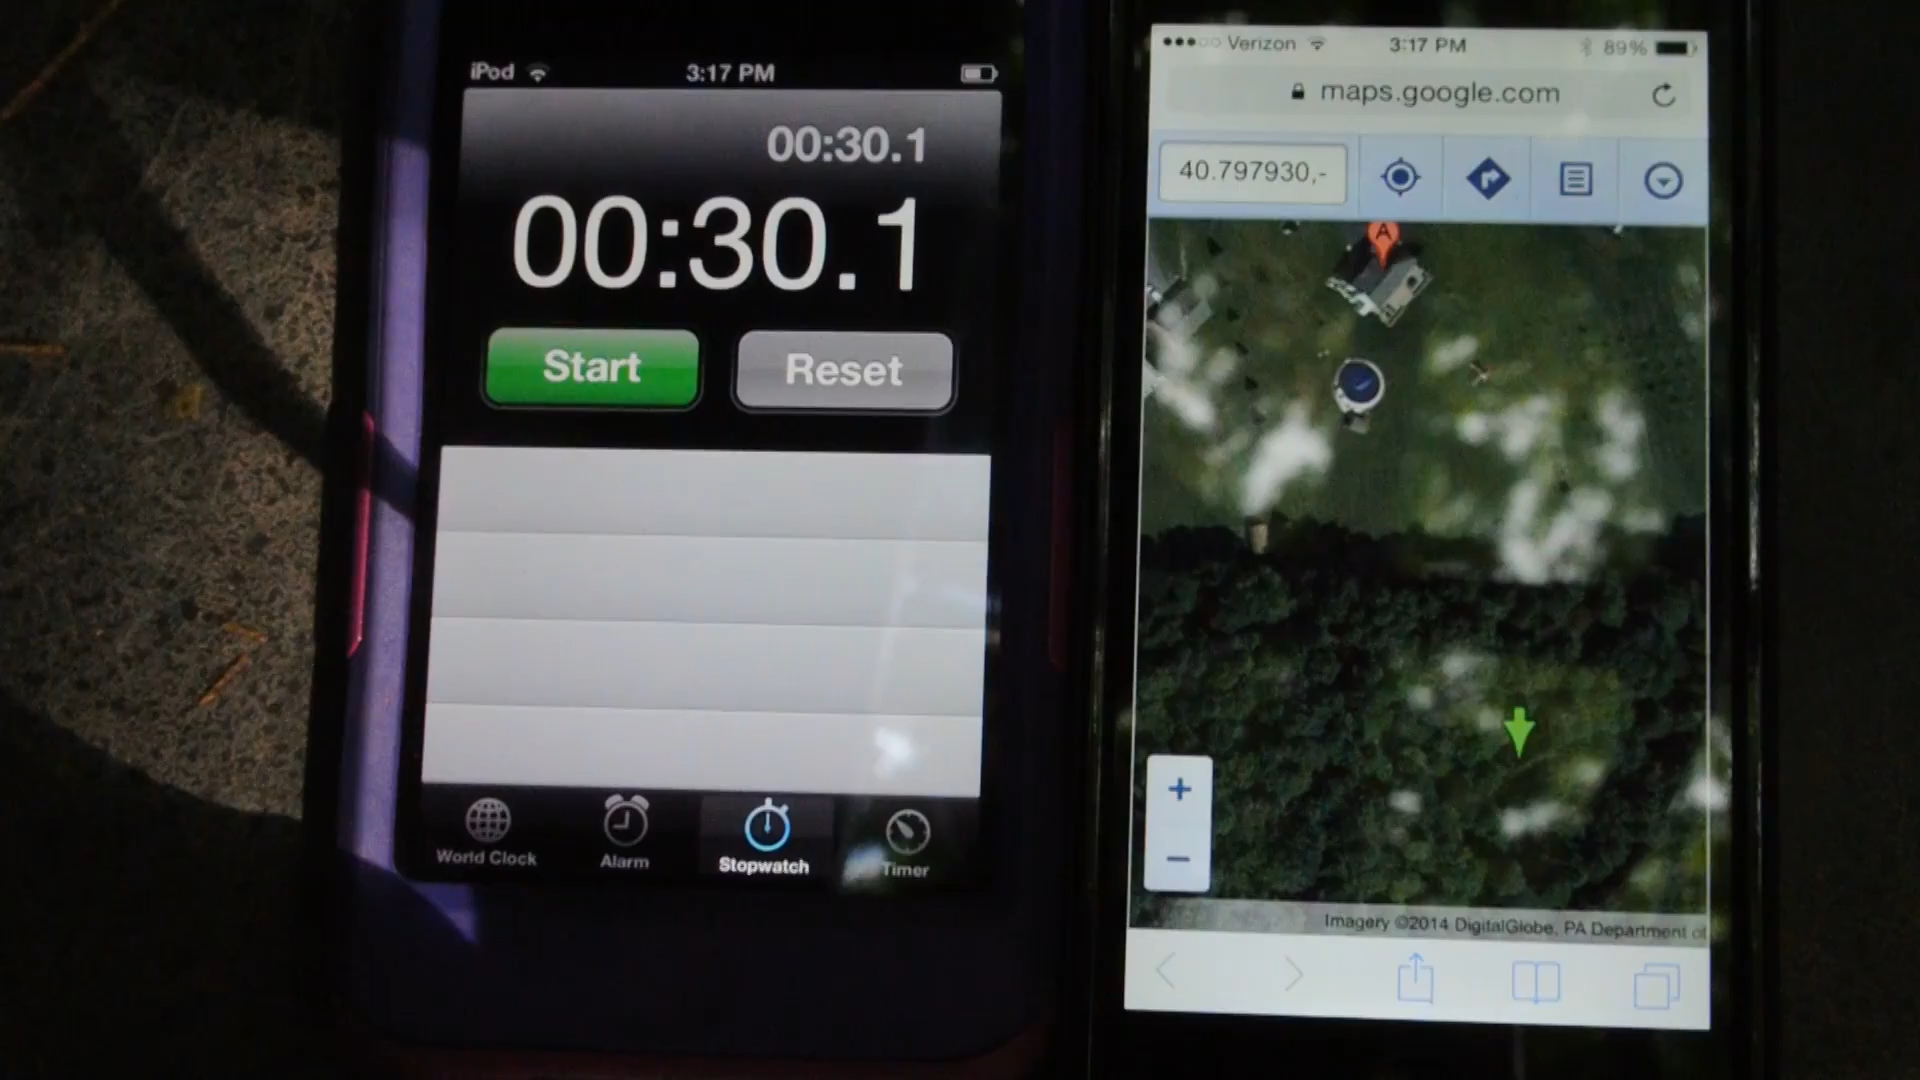 iPod 3:17 PM
00:30.1
00:30.1
Start Reset
World Clock Alarm Stopwatch Timer
Verizon 3:17 PM 89%
maps.google.com
40.797930,-
A
+
−
Imagery ©2014 DigitalGlobe, PA Department of